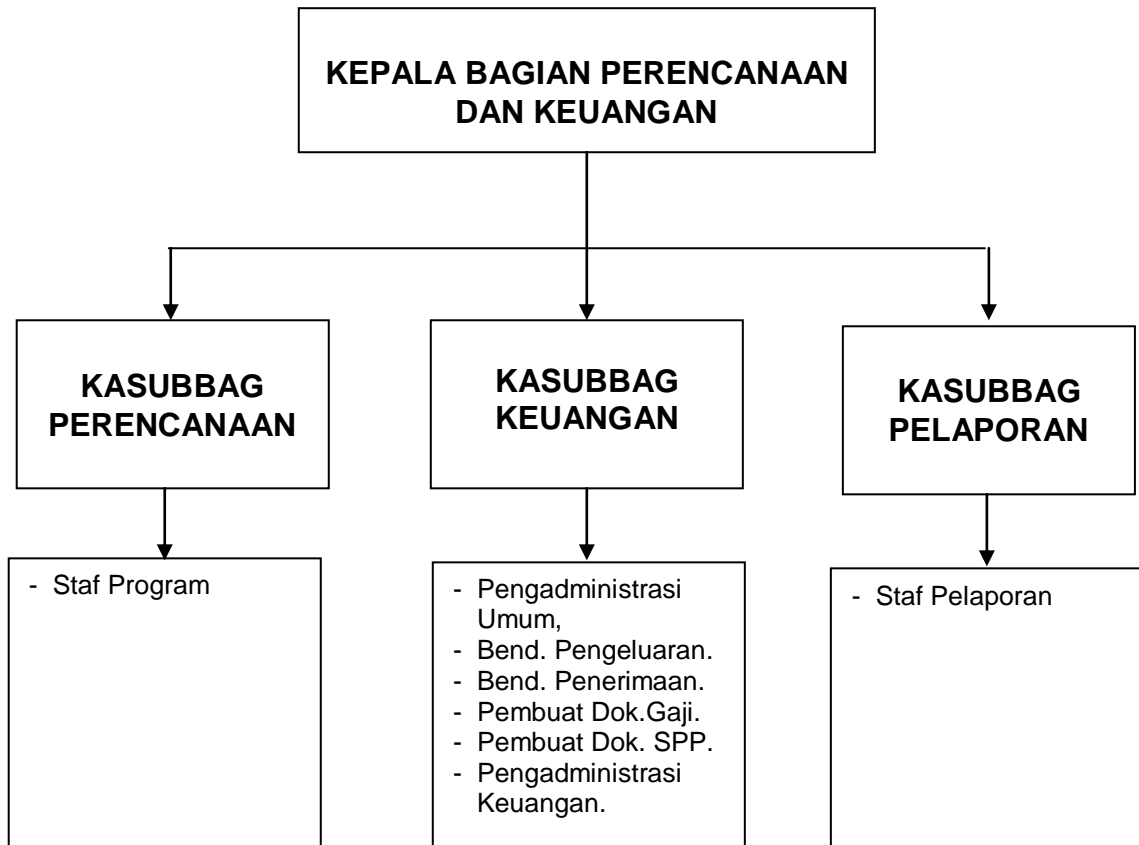 KEPALA BAGIAN PERENCANAAN
DAN KEUANGAN
KASUBBAG
PERENCANAAN
KASUBBAG
KEUANGAN
KASUBBAG
PELAPORAN
- Staf Program
- Pengadministrasi
Umum,
- Bend. Pengeluaran.
- Bend. Penerimaan.
- Pembuat Dok.Gaji.
- Pembuat Dok. SPP.
- Pengadministrasi
Keuangan.
- Staf Pelaporan